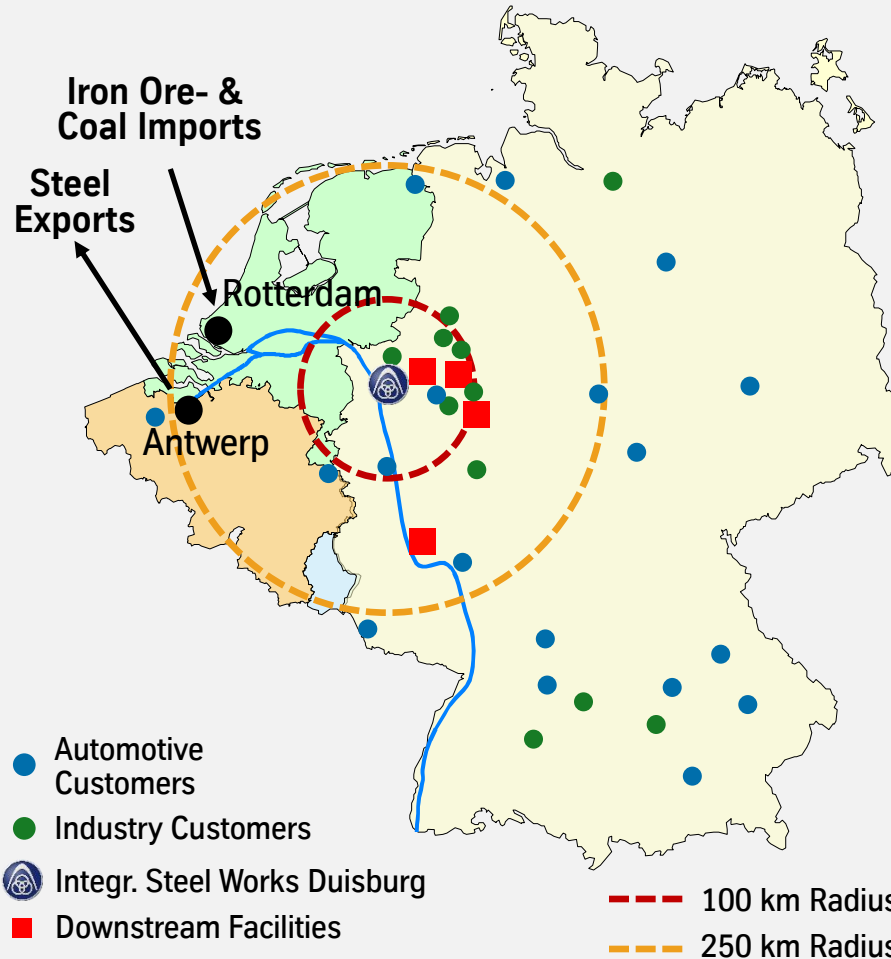 Iron Ore- &
Coal Imports
Steel
Exports
Rotterdam
Antwerp
Automotive
Customers
Industry Customers
Integr. Steel Works Duisburg
Downstream Facilities
100 km Radius
250 km Radius